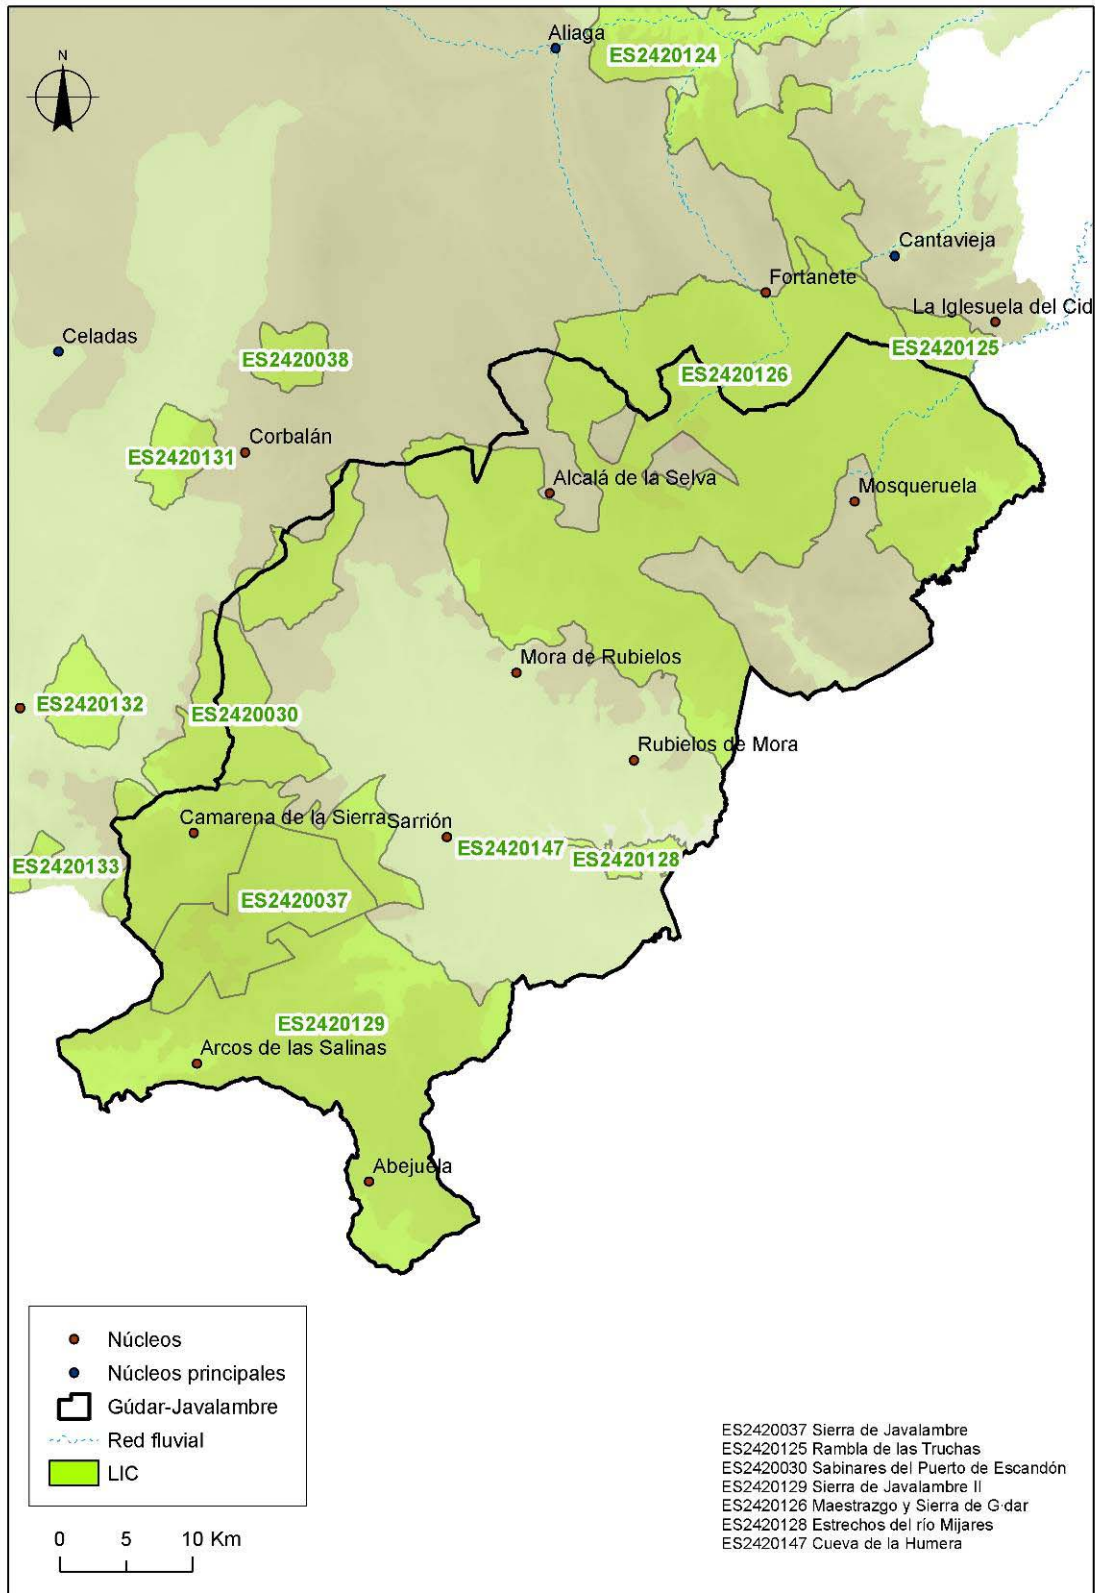 N
Aliaga
ES2420124
Cantavieja
Fortanete
La Iglesuela del Cid
Celadas
ES2420038
ES2420125
ES2420126
Corbalán
ES2420131
Alcalá de la Selva
Mosqueruela
Mora de Rubielos
ES2420132
ES2420030
Rubielos de Mora
Camarena de la Sierra
Sarrión
ES2420147
ES2420128
ES2420133
ES2420037
ES2420129
Arcos de las Salinas
Abejuela
Núcleos
Núcleos principales
Gúdar-Javalambre
Red fluvial
LIC
0 5 10 Km
ES2420037 Sierra de Javalambre
ES2420125 Rambla de las Truchas
ES2420030 Sabinares del Puerto de Escandón
ES2420129 Sierra de Javalambre II
ES2420126 Maestrazgo y Sierra de G·dar
ES2420128 Estrechos del río Mijares
ES2420147 Cueva de la Humera